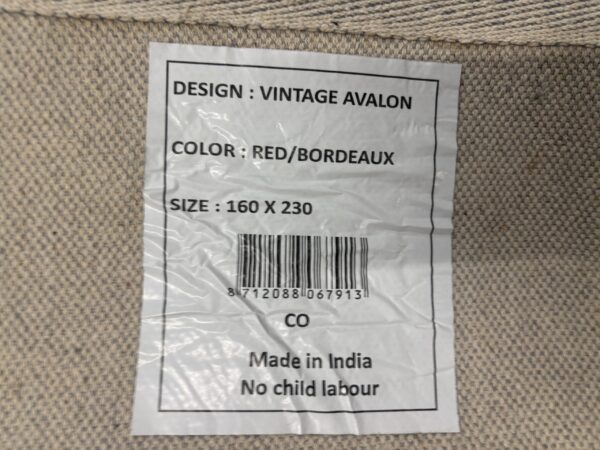 DESIGN : VINTAGE AVALON
COLOR : RED/BORDEAUX
SIZE : 160 X 230
8 712088 067913
CO
Made in India
No child labour